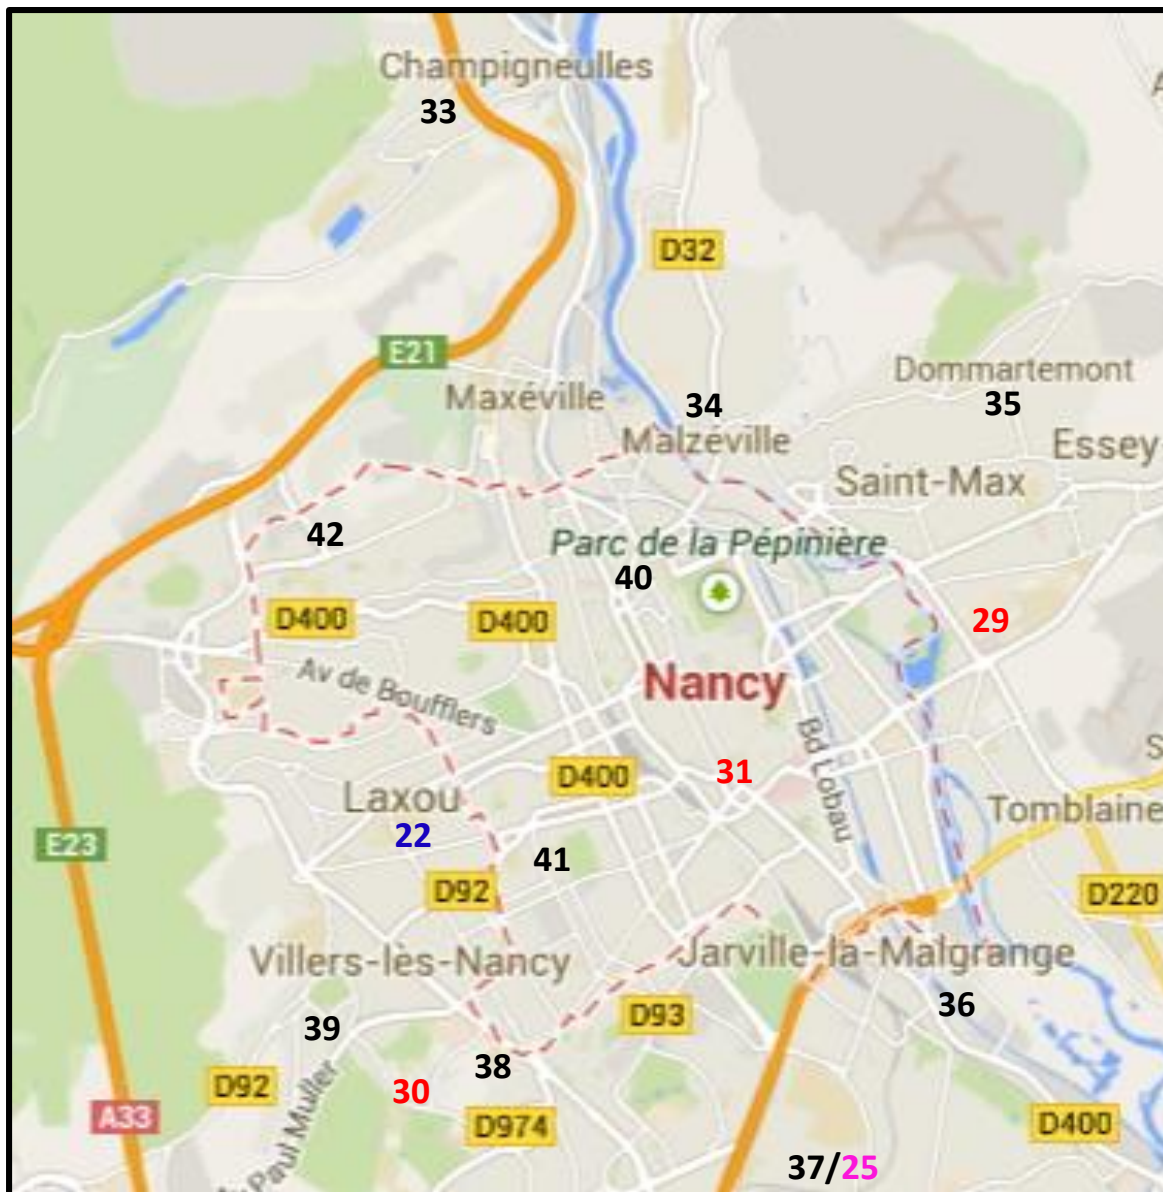 Champigneulles
33
D32
E21
Dommartemont
Maxéville
34
35
Malzéville
Essey
Saint-Max
42
Parc de la Pépinière
40
D400
D400
29
Av de Boufflers
Nancy
31
Bd Lobau
D400
Laxou
Tomblaine
22
E23
41
D92
D220
Villers-lès-Nancy
Jarville-la-Malgrange
36
D93
39
38
D92
30
A33
Paul Muller
D974
D400
37/25